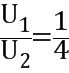 U₁/U₂ = 1/4